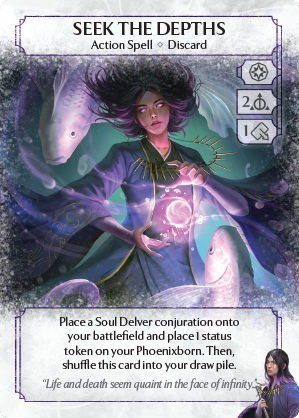 SEEK THE DEPTHS
Action Spell ◇ Discard
2
1
Place a Soul Delver conjuration onto
your battlefield and place 1 status
token on your Phoenixborn. Then,
shuffle this card into your draw pile.
"Life and death seem quaint in the face of infinity."